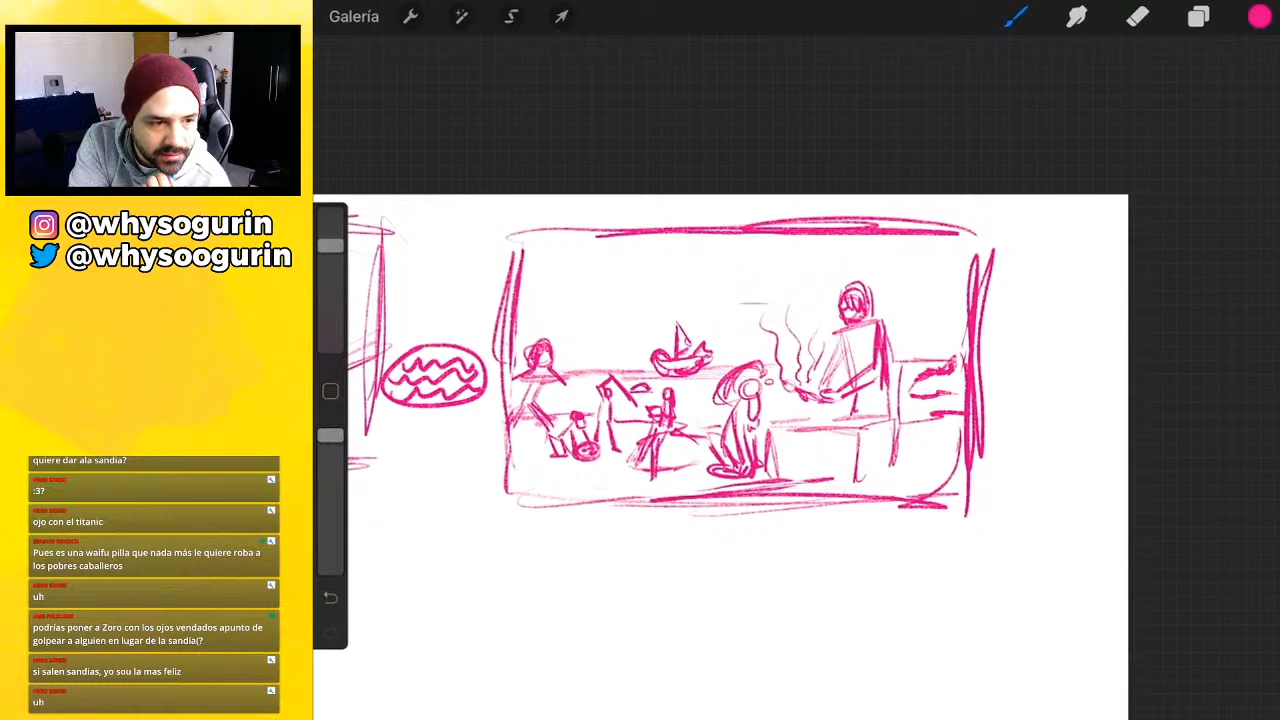 Galería
@whysogurin
@whysoogurin
quiere dar ala sandia?
:3?
ojo con el titanic
Pues es una waifu pilla que nada más le quiere roba a
los pobres caballeros
uh
podrías poner a Zoro con los ojos vendados apunto de
golpear a alguien en lugar de la sandía(?
si salen sandias, yo sou la mas feliz
uh